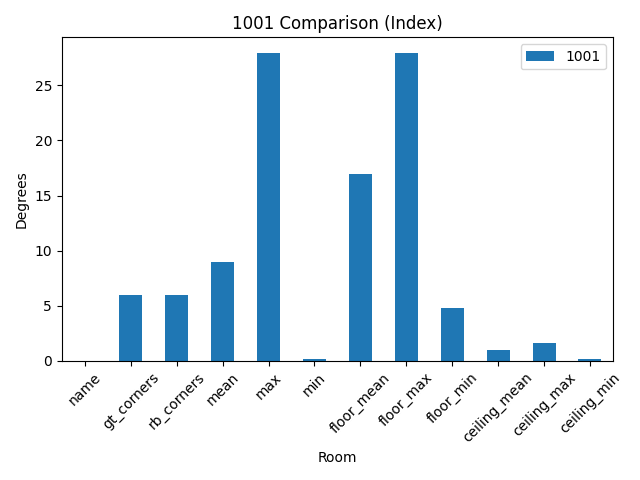 1001 Comparison (Index)
1001
Degrees
25
20
15
10
5
0
name
gt_corners
rb_corners
mean
max
min
floor_mean
floor_max
floor_min
ceiling_mean
ceiling_max
ceiling_min
Room